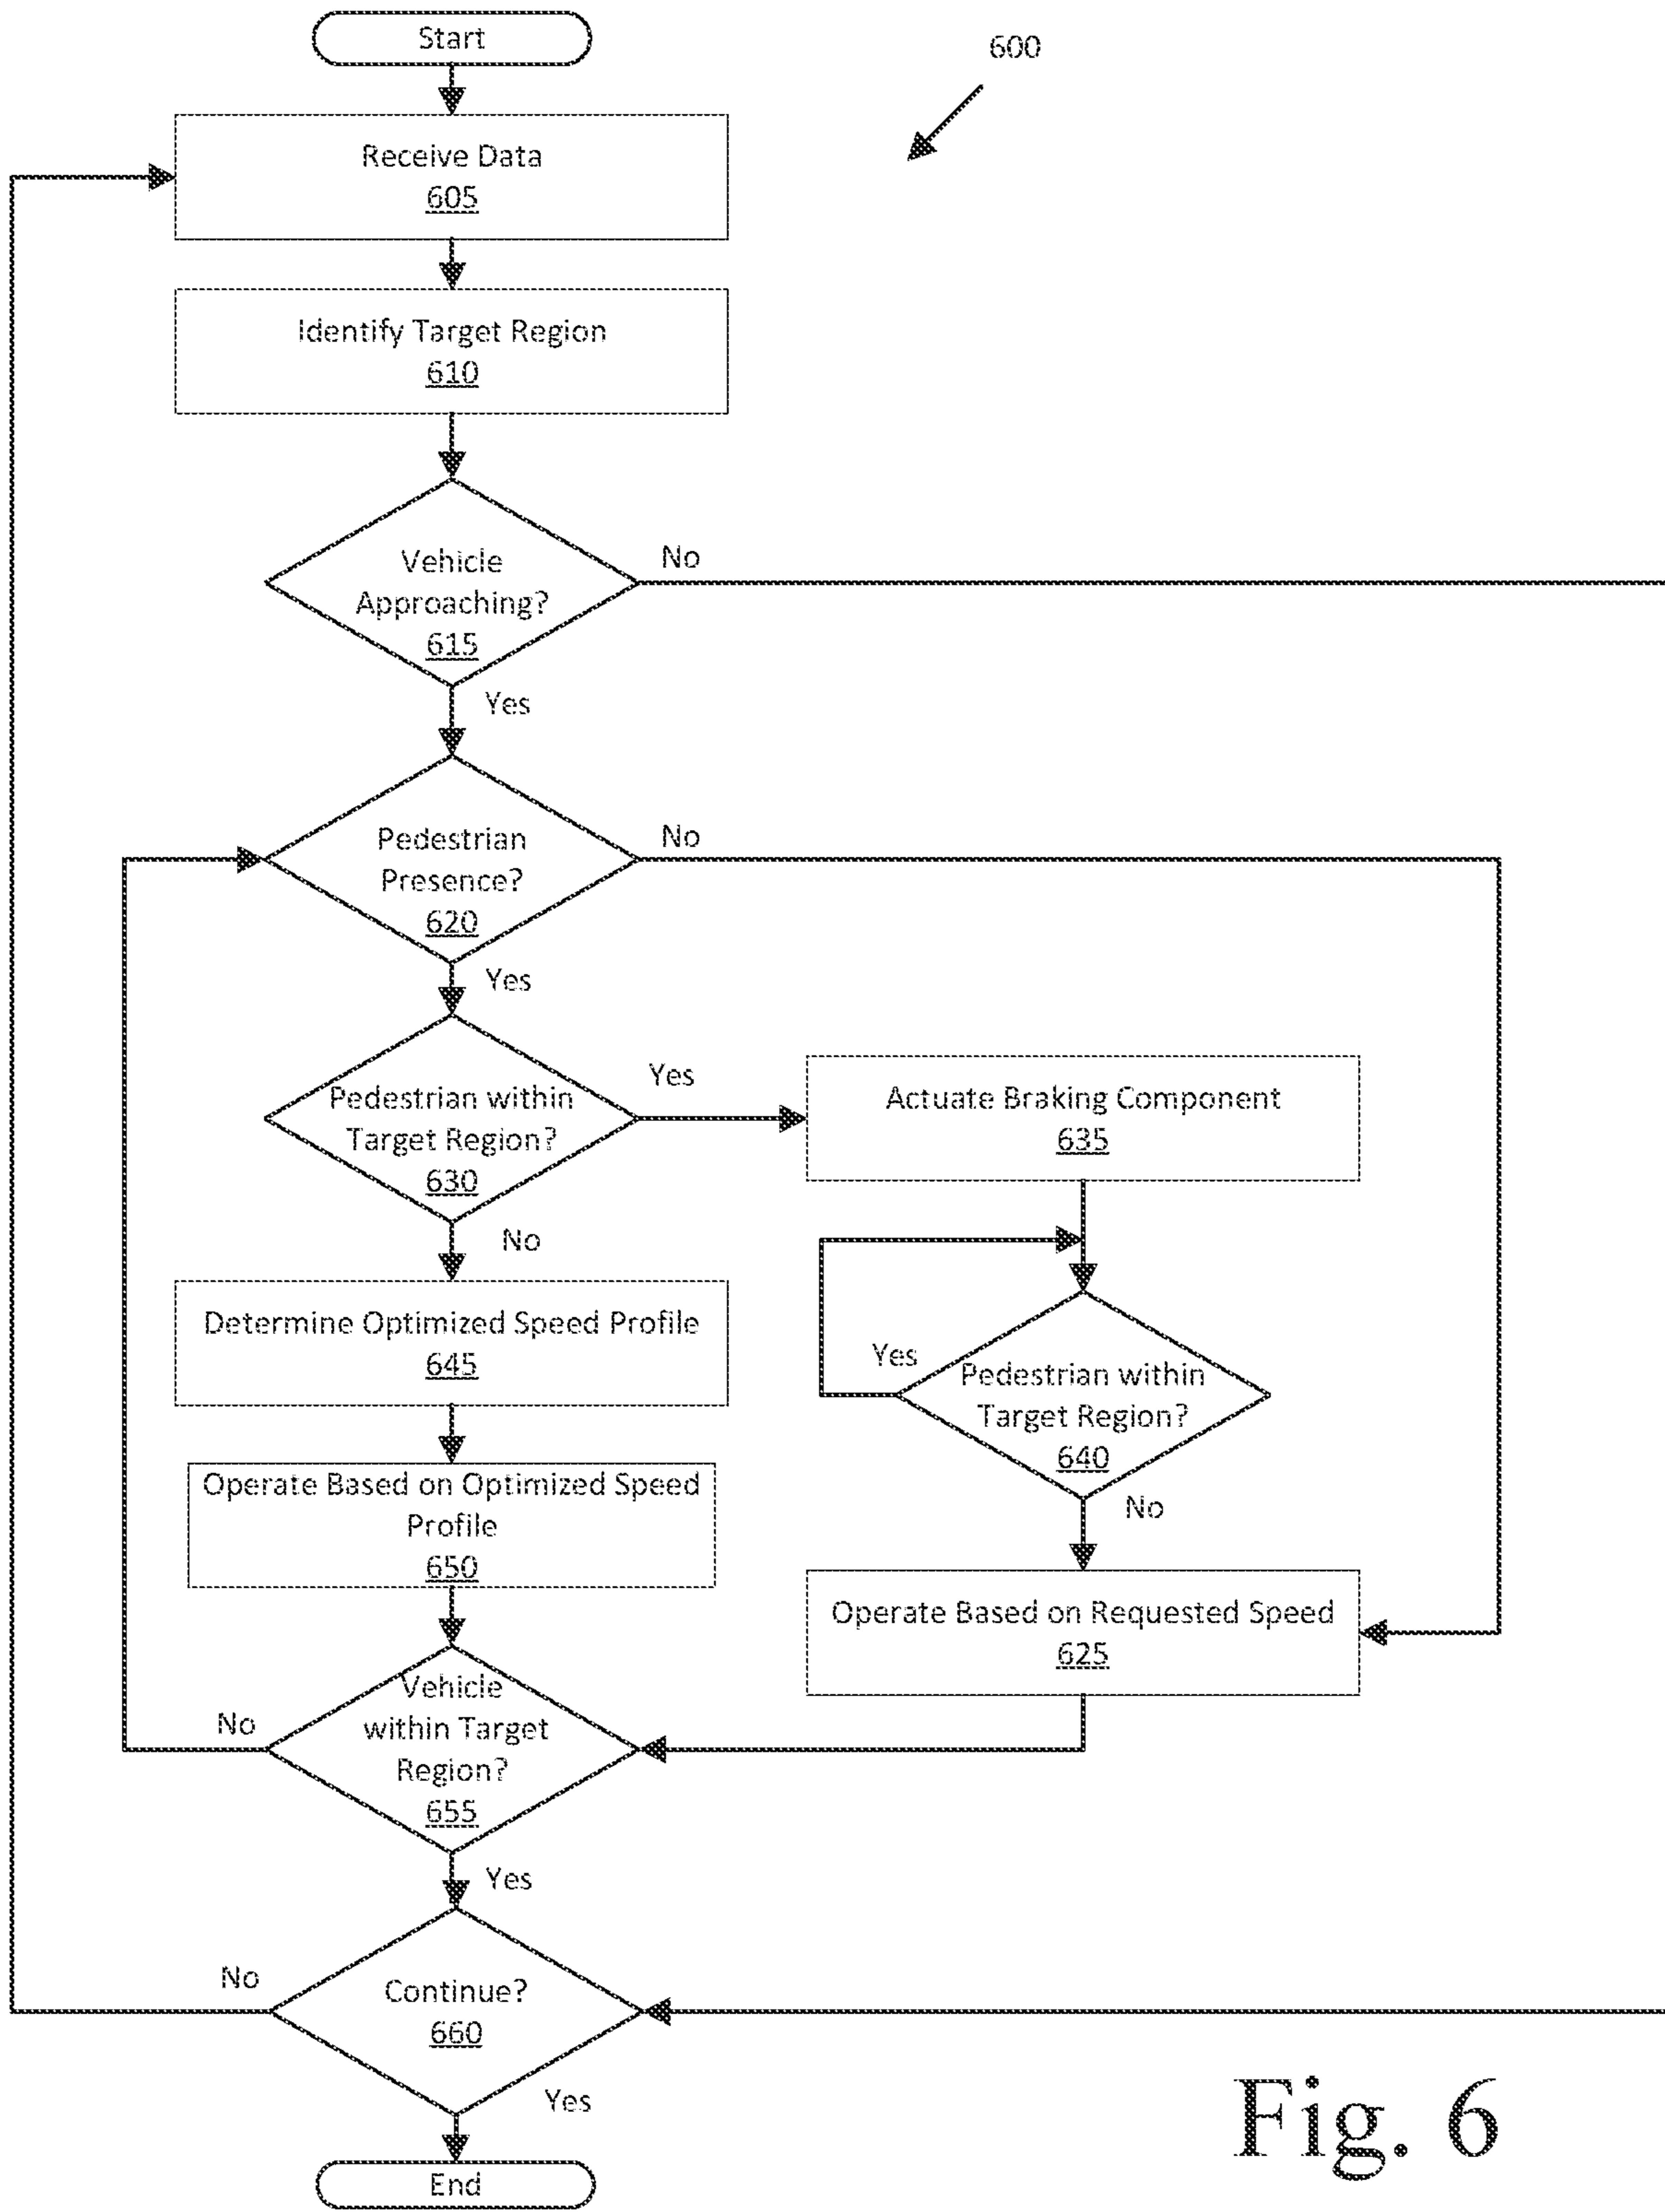 Start
600
Receive Data
605
Identify Target Region
610
Vehicle
Approaching?
615
No
Yes
Pedestrian
Presence?
620
No
Yes
Pedestrian within
Target Region?
630
Yes
Actuate Braking Component
635
No
Determine Optimized Speed Profile
645
Yes
Pedestrian within
Target Region?
640
No
Operate Based on Optimized Speed
Profile
650
Operate Based on Requested Speed
625
Vehicle
within Target
Region?
655
No
Yes
Continue?
660
No
Yes
End
Fig. 6